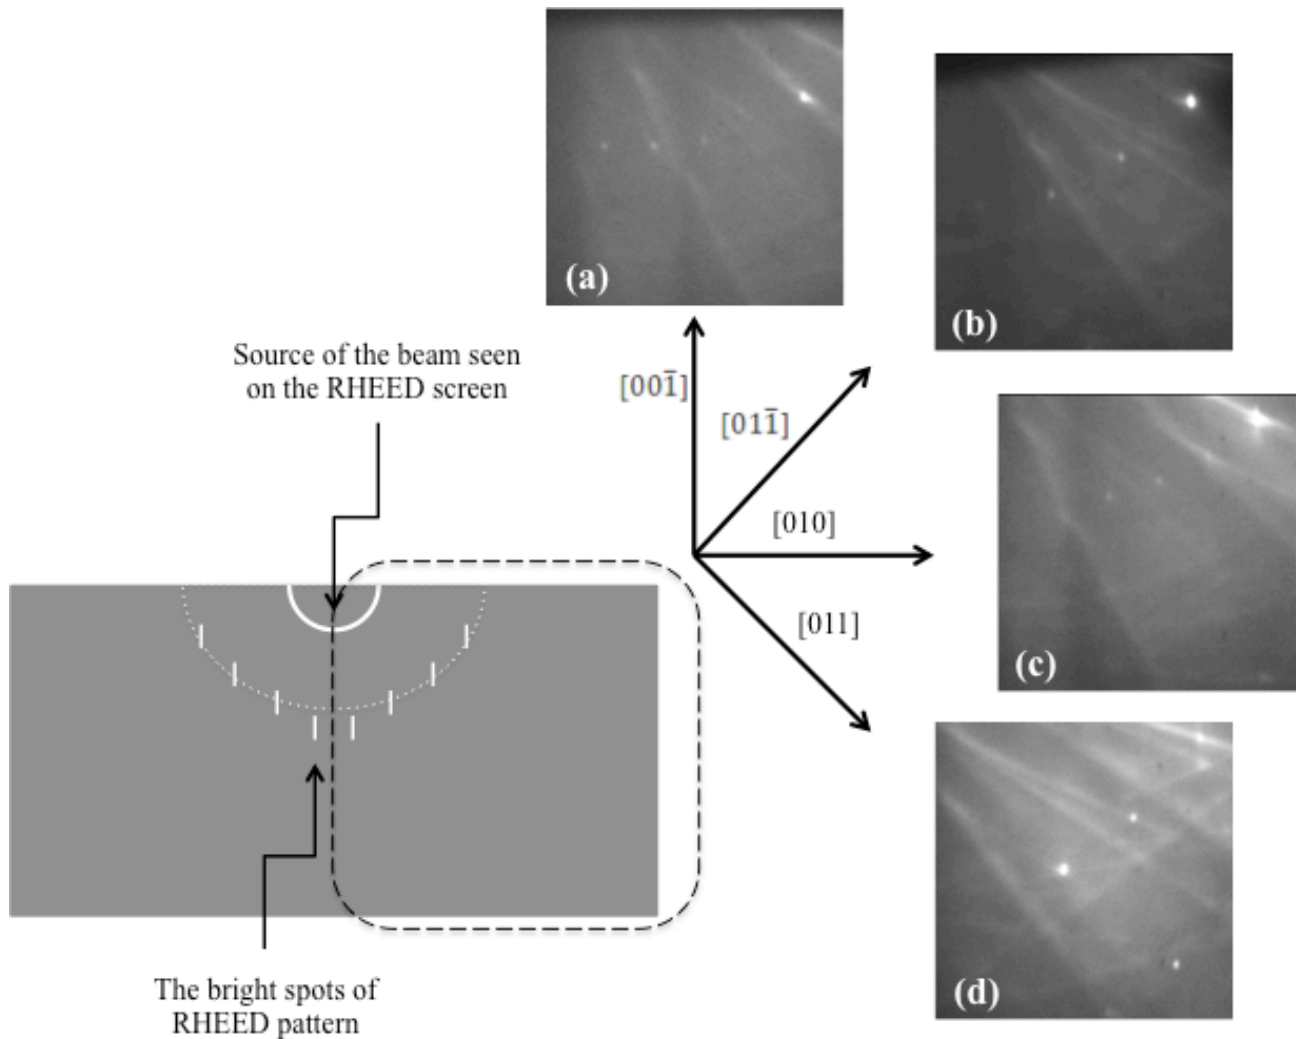 (a)
(b)
Source of the beam seen
on the RHEED screen
[001̅]
[011̅]
[010]
[011]
(c)
(d)
The bright spots of
RHEED pattern